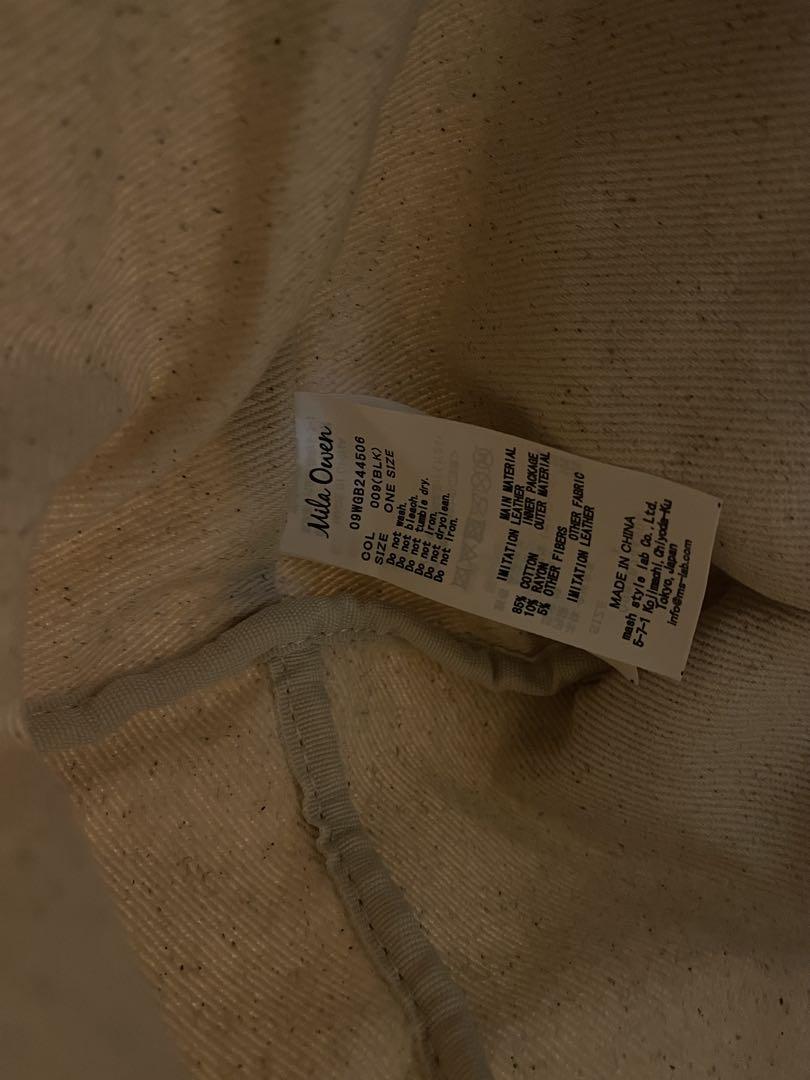 Mila Owen
09WGB244506
COL 009(BLK)
SIZE ONE SIZE
Do not wash.
Do not bleach.
Do not tumble dry.
Do not iron.
Do not dryclean.
Do not iron.
MAIN MATERIAL
IMITATION LEATHER
INNER PACKAGE
85% COTTON OUTER MATERIAL
10% RAYON
5% OTHER FIBERS
OTHER FABRIC
IMITATION LEATHER
MADE IN CHINA
mash style lab Co.,Ltd.
5-7-1 Kojimachi,Chiyoda-Ku
Tokyo,Japan
info@ms-lab.com